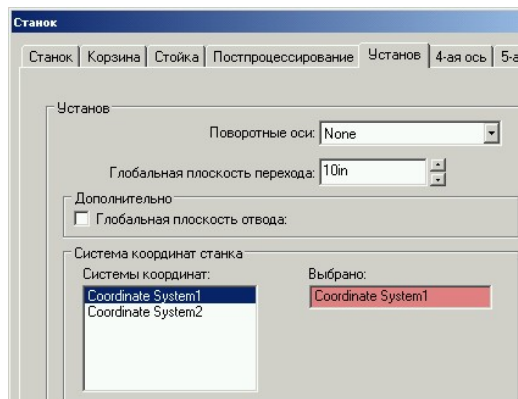 Станок
Станок Корзина Стойка Постпроцессирование Установ 4-ая ось 5-а
Установ
Поворотные оси: None
Глобальная плоскость перехода: 10in
Дополнительно
Глобальная плоскость отвода:
Система координат станка
Системы координат: Выбрано:
Coordinate System1 Coordinate System1
Coordinate System2